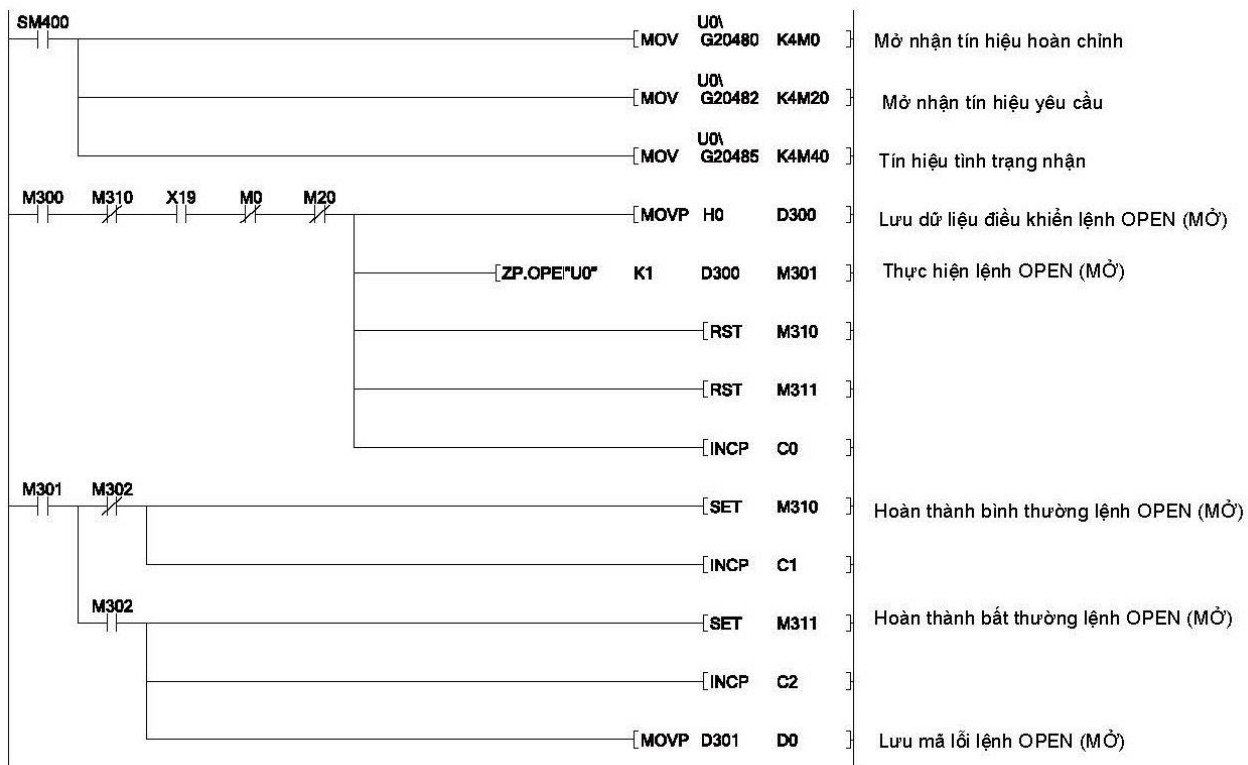 SM400
U0\
[MOV G20480 K4M0 ] Mở nhận tín hiệu hoàn chỉnh
U0\
[MOV G20482 K4M20 ] Mở nhận tín hiệu yêu cầu
U0\
[MOV G20485 K4M40 ] Tín hiệu tình trạng nhận
M300 M310 X19 M0 M20
[MOVP H0 D300 ] Lưu dữ liệu điều khiển lệnh OPEN (MỞ)
[ZP.OPE "U0" K1 D300 M301 ] Thực hiện lệnh OPEN (MỞ)
[RST M310 ]
[RST M311 ]
[INCP C0 ]
M301 M302
[SET M310 ] Hoàn thành bình thường lệnh OPEN (MỞ)
[INCP C1 ]
M302
[SET M311 ] Hoàn thành bất thường lệnh OPEN (MỞ)
[INCP C2 ]
[MOVP D301 D0 ] Lưu mã lỗi lệnh OPEN (MỞ)